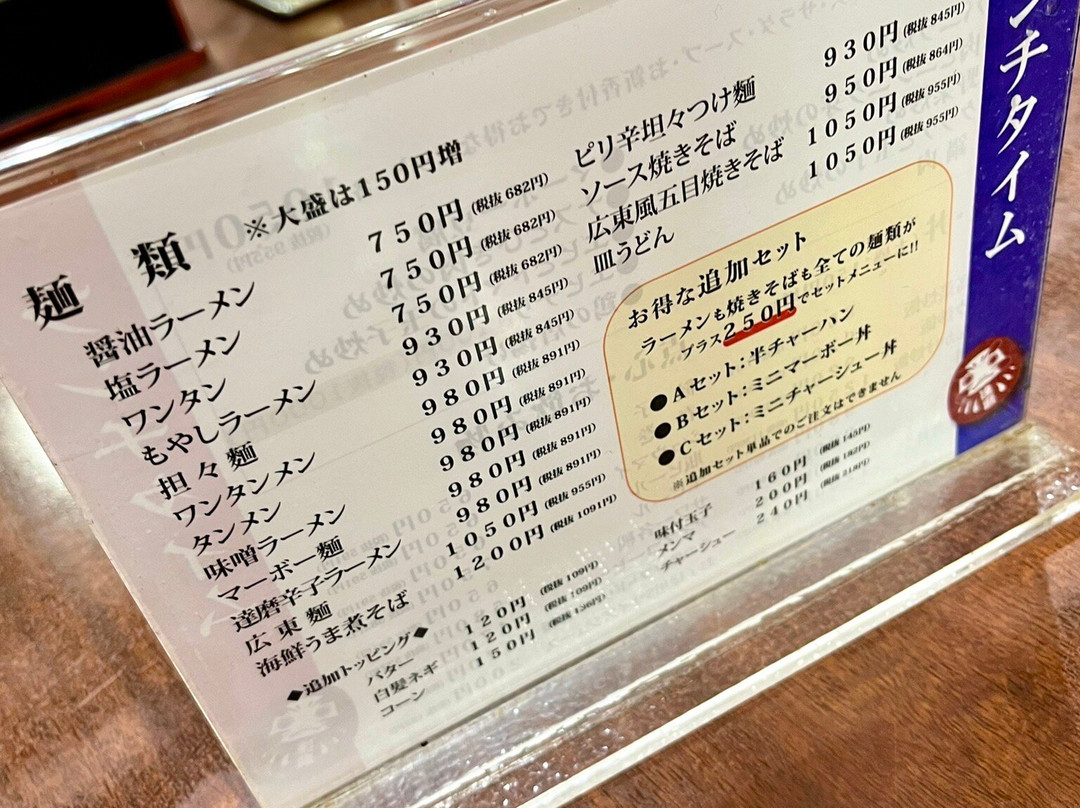 ンチタイム
麺 類 ※大盛は150円増
醤油ラーメン 750円(税抜 682円)
塩ラーメン 750円(税抜 682円)
ワンタン 750円(税抜 682円)
もやしラーメン 930円(税抜 845円)
担々麺 930円(税抜 845円)
ワンタンメン 980円(税抜 891円)
タンメン 980円(税抜 891円)
味噌ラーメン 980円(税抜 891円)
マーボー麺 980円(税抜 891円)
達磨辛子ラーメン 980円(税抜 891円)
広東麺 1050円(税抜 955円)
海鮮うま煮そば 1200円(税抜 1091円)
◆追加トッピング◆
バター 120円(税抜 109円)
白髪ネギ 120円(税抜 109円)
コーン 150円(税抜 136円)
ピリ辛坦々つけ麺 930円(税抜 845円)
ソース焼きそば 950円(税抜 864円)
広東風五目焼きそば 1050円(税抜 955円)
皿うどん 1050円(税抜 955円)
お得な追加セット
ラーメンも焼きそばも全ての麺類が
プラス250円でセットメニューに!!
●Aセット:半チャーハン
●Bセット:ミニマーボー丼
●Cセット:ミニチャーシュー丼
※追加セット単品でのご注文はできません
味付玉子 160円(税抜 145円)
メンマ 200円(税抜 182円)
チャーシュー 240円(税抜 218円)